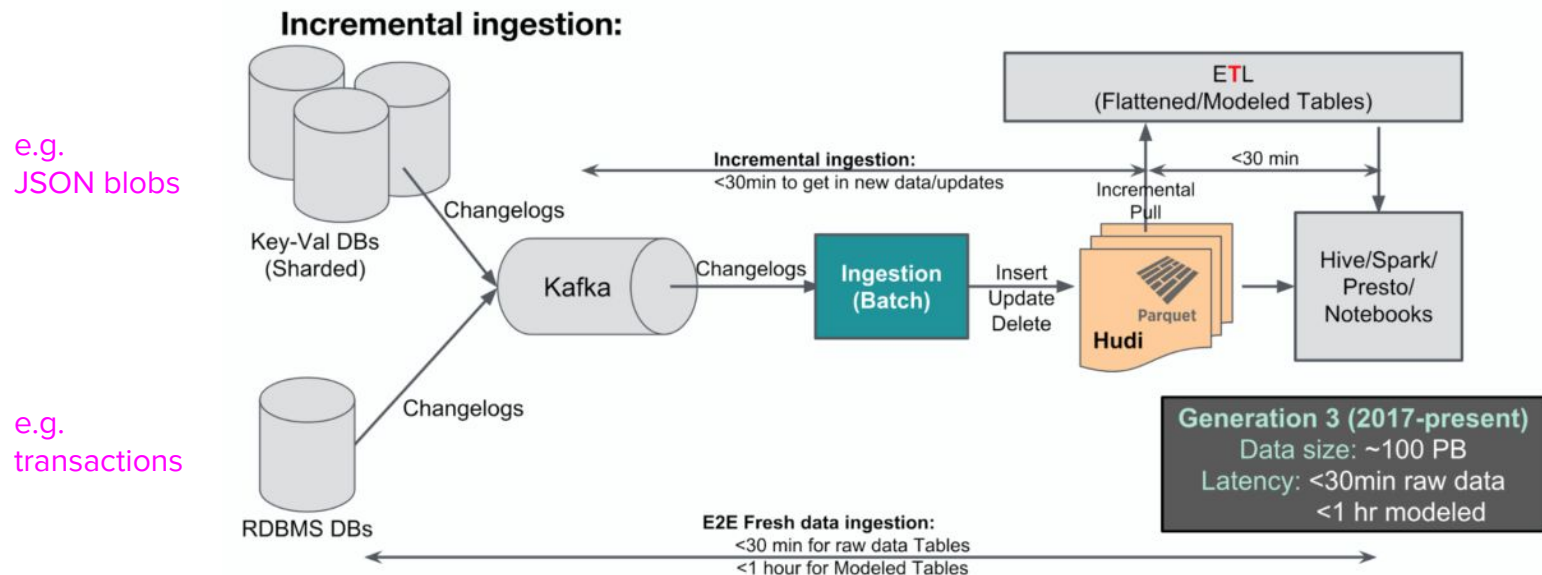 Incremental ingestion:
e.g.
JSON blobs
Key-Val DBs
(Sharded)
Changelogs
e.g.
transactions
RDBMS DBs
Changelogs
Kafka
Changelogs
Ingestion
(Batch)
Insert
Update
Delete
Incremental ingestion:
<30min to get in new data/updates
ETL
(Flattened/Modeled Tables)
<30 min
Incremental
Pull
Parquet
Hudi
Hive/Spark/
Presto/
Notebooks
Generation 3 (2017-present)
Data size: ~100 PB
Latency: <30min raw data
<1 hr modeled
E2E Fresh data ingestion:
<30 min for raw data Tables
<1 hour for Modeled Tables